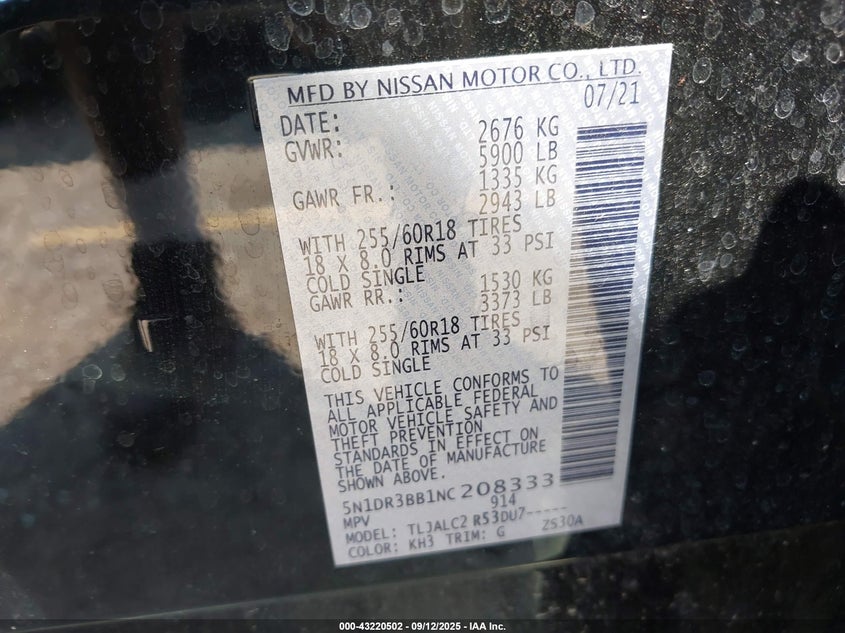 MFD BY NISSAN MOTOR CO., LTD.
DATE: 07/21
GVWR: 2676 KG
5900 LB
GAWR FR.: 1335 KG
2943 LB
WITH 255/60R18 TIRES
18 X 8.0 RIMS AT 33 PSI
COLD SINGLE
GAWR RR.: 1530 KG
3373 LB
WITH 255/60R18 TIRES
18 X 8.0 RIMS AT 33 PSI
COLD SINGLE
THIS VEHICLE CONFORMS TO
ALL APPLICABLE FEDERAL
MOTOR VEHICLE SAFETY AND
THEFT PREVENTION
STANDARDS IN EFFECT ON
THE DATE OF MANUFACTURE
SHOWN ABOVE.
5N1DR3BB1NC208333
MPV 914
MODEL: TLJALC2 R53DU7-----
COLOR: KH3 TRIM: G ZS30A
000-43220502 - 09/12/2025 - IAA Inc.